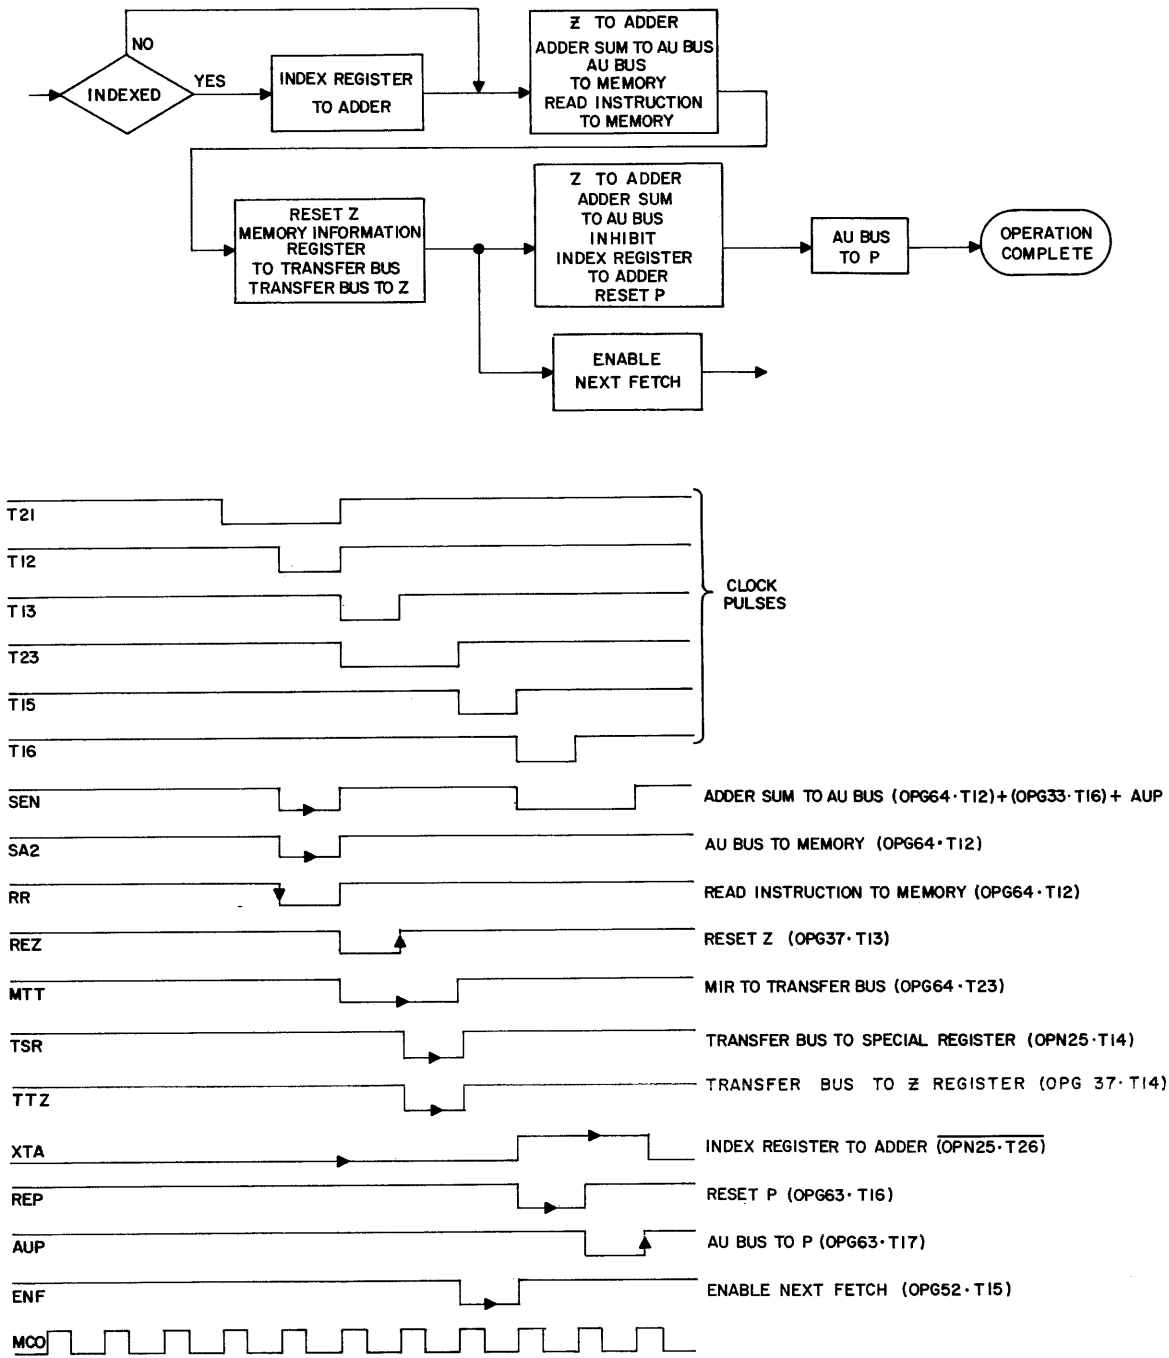 NO
INDEXED
YES
INDEX REGISTER
TO ADDER
Z TO ADDER
ADDER SUM TO AU BUS
AU BUS
TO MEMORY
READ INSTRUCTION
TO MEMORY
RESET Z
MEMORY INFORMATION
REGISTER
TO TRANSFER BUS
TRANSFER BUS TO Z
Z TO ADDER
ADDER SUM
TO AU BUS
INHIBIT
INDEX REGISTER
TO ADDER
RESET P
AU BUS
TO P
OPERATION
COMPLETE
ENABLE
NEXT FETCH
T21
T12
T13
T23
T15
T16
CLOCK
PULSES
SEN ADDER SUM TO AU BUS (OPG64·T12)+(OPG33·T16)+ AUP
SA2 AU BUS TO MEMORY (OPG64·T12)
RR READ INSTRUCTION TO MEMORY (OPG64·T12)
REZ RESET Z (OPG37·T13)
MTT MIR TO TRANSFER BUS (OPG64·T23)
TSR TRANSFER BUS TO SPECIAL REGISTER (OPN25·T14)
TTZ TRANSFER BUS TO Z REGISTER (OPG 37·T14)
XTA INDEX REGISTER TO ADDER (OPN25·T26)
REP RESET P (OPG63·T16)
AUP AU BUS TO P (OPG63·T17)
ENF ENABLE NEXT FETCH (OPG52·T15)
MCO